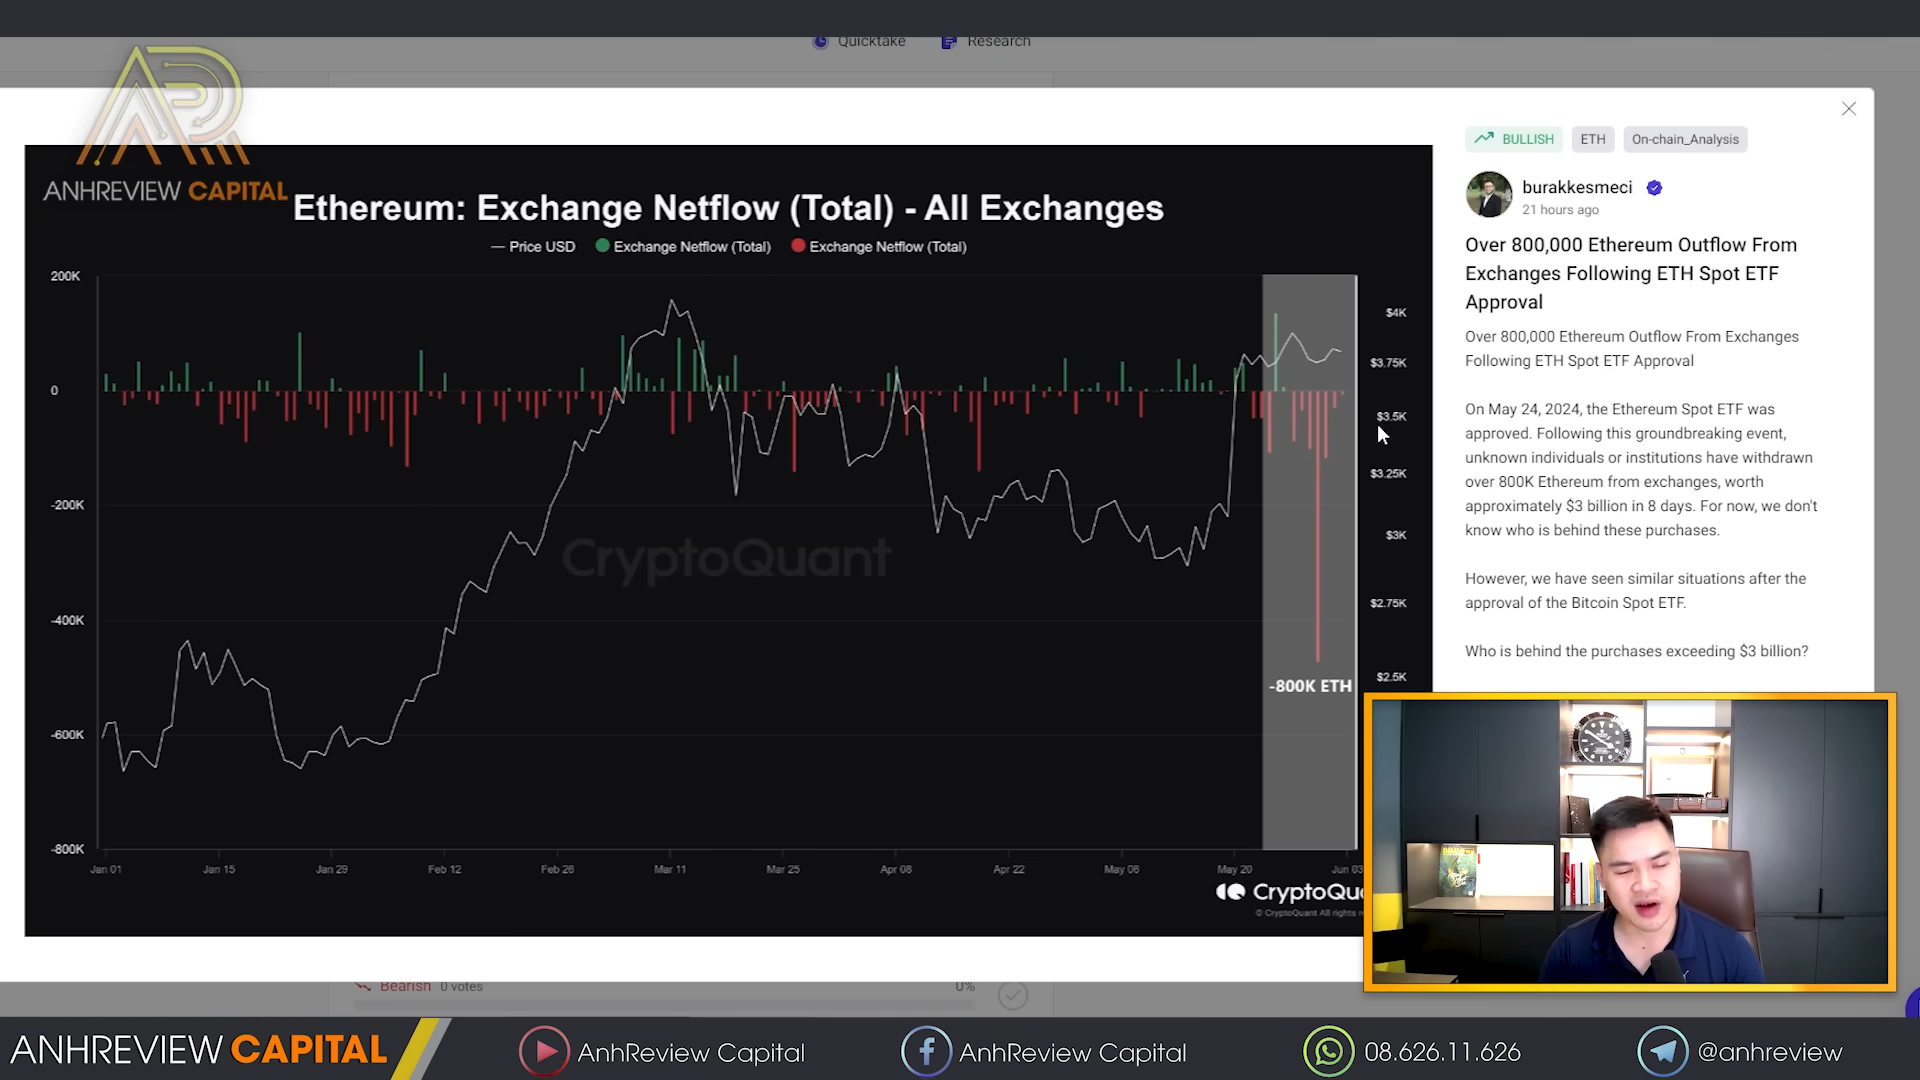 Quicktake
Research
ANHREVIEW CAPITAL
Ethereum: Exchange Netflow (Total) - All Exchanges
Price USD
Exchange Netflow (Total)
Exchange Netflow (Total)
200K
0
-200K
-400K
-600K
-800K
$4K
$3.75K
$3.5K
$3.25K
$3K
$2.75K
$2.5K
-800K ETH
CryptoQuant
Jan 01
Jan 15
Jan 29
Feb 12
Feb 26
Mar 11
Mar 25
Apr 08
Apr 22
May 06
May 20
Jun 03
CryptoQu
© CryptoQuant All rights
BULLISH
ETH
On-chain_Analysis
burakkesmeci
21 hours ago
Over 800,000 Ethereum Outflow From
Exchanges Following ETH Spot ETF
Approval
Over 800,000 Ethereum Outflow From Exchanges
Following ETH Spot ETF Approval
On May 24, 2024, the Ethereum Spot ETF was
approved. Following this groundbreaking event,
unknown individuals or institutions have withdrawn
over 800K Ethereum from exchanges, worth
approximately $3 billion in 8 days. For now, we don't
know who is behind these purchases.
However, we have seen similar situations after the
approval of the Bitcoin Spot ETF.
Who is behind the purchases exceeding $3 billion?
Bearish 0 votes
0%
ANHREVIEW CAPITAL
AnhReview Capital
AnhReview Capital
08.626.11.626
@anhreview